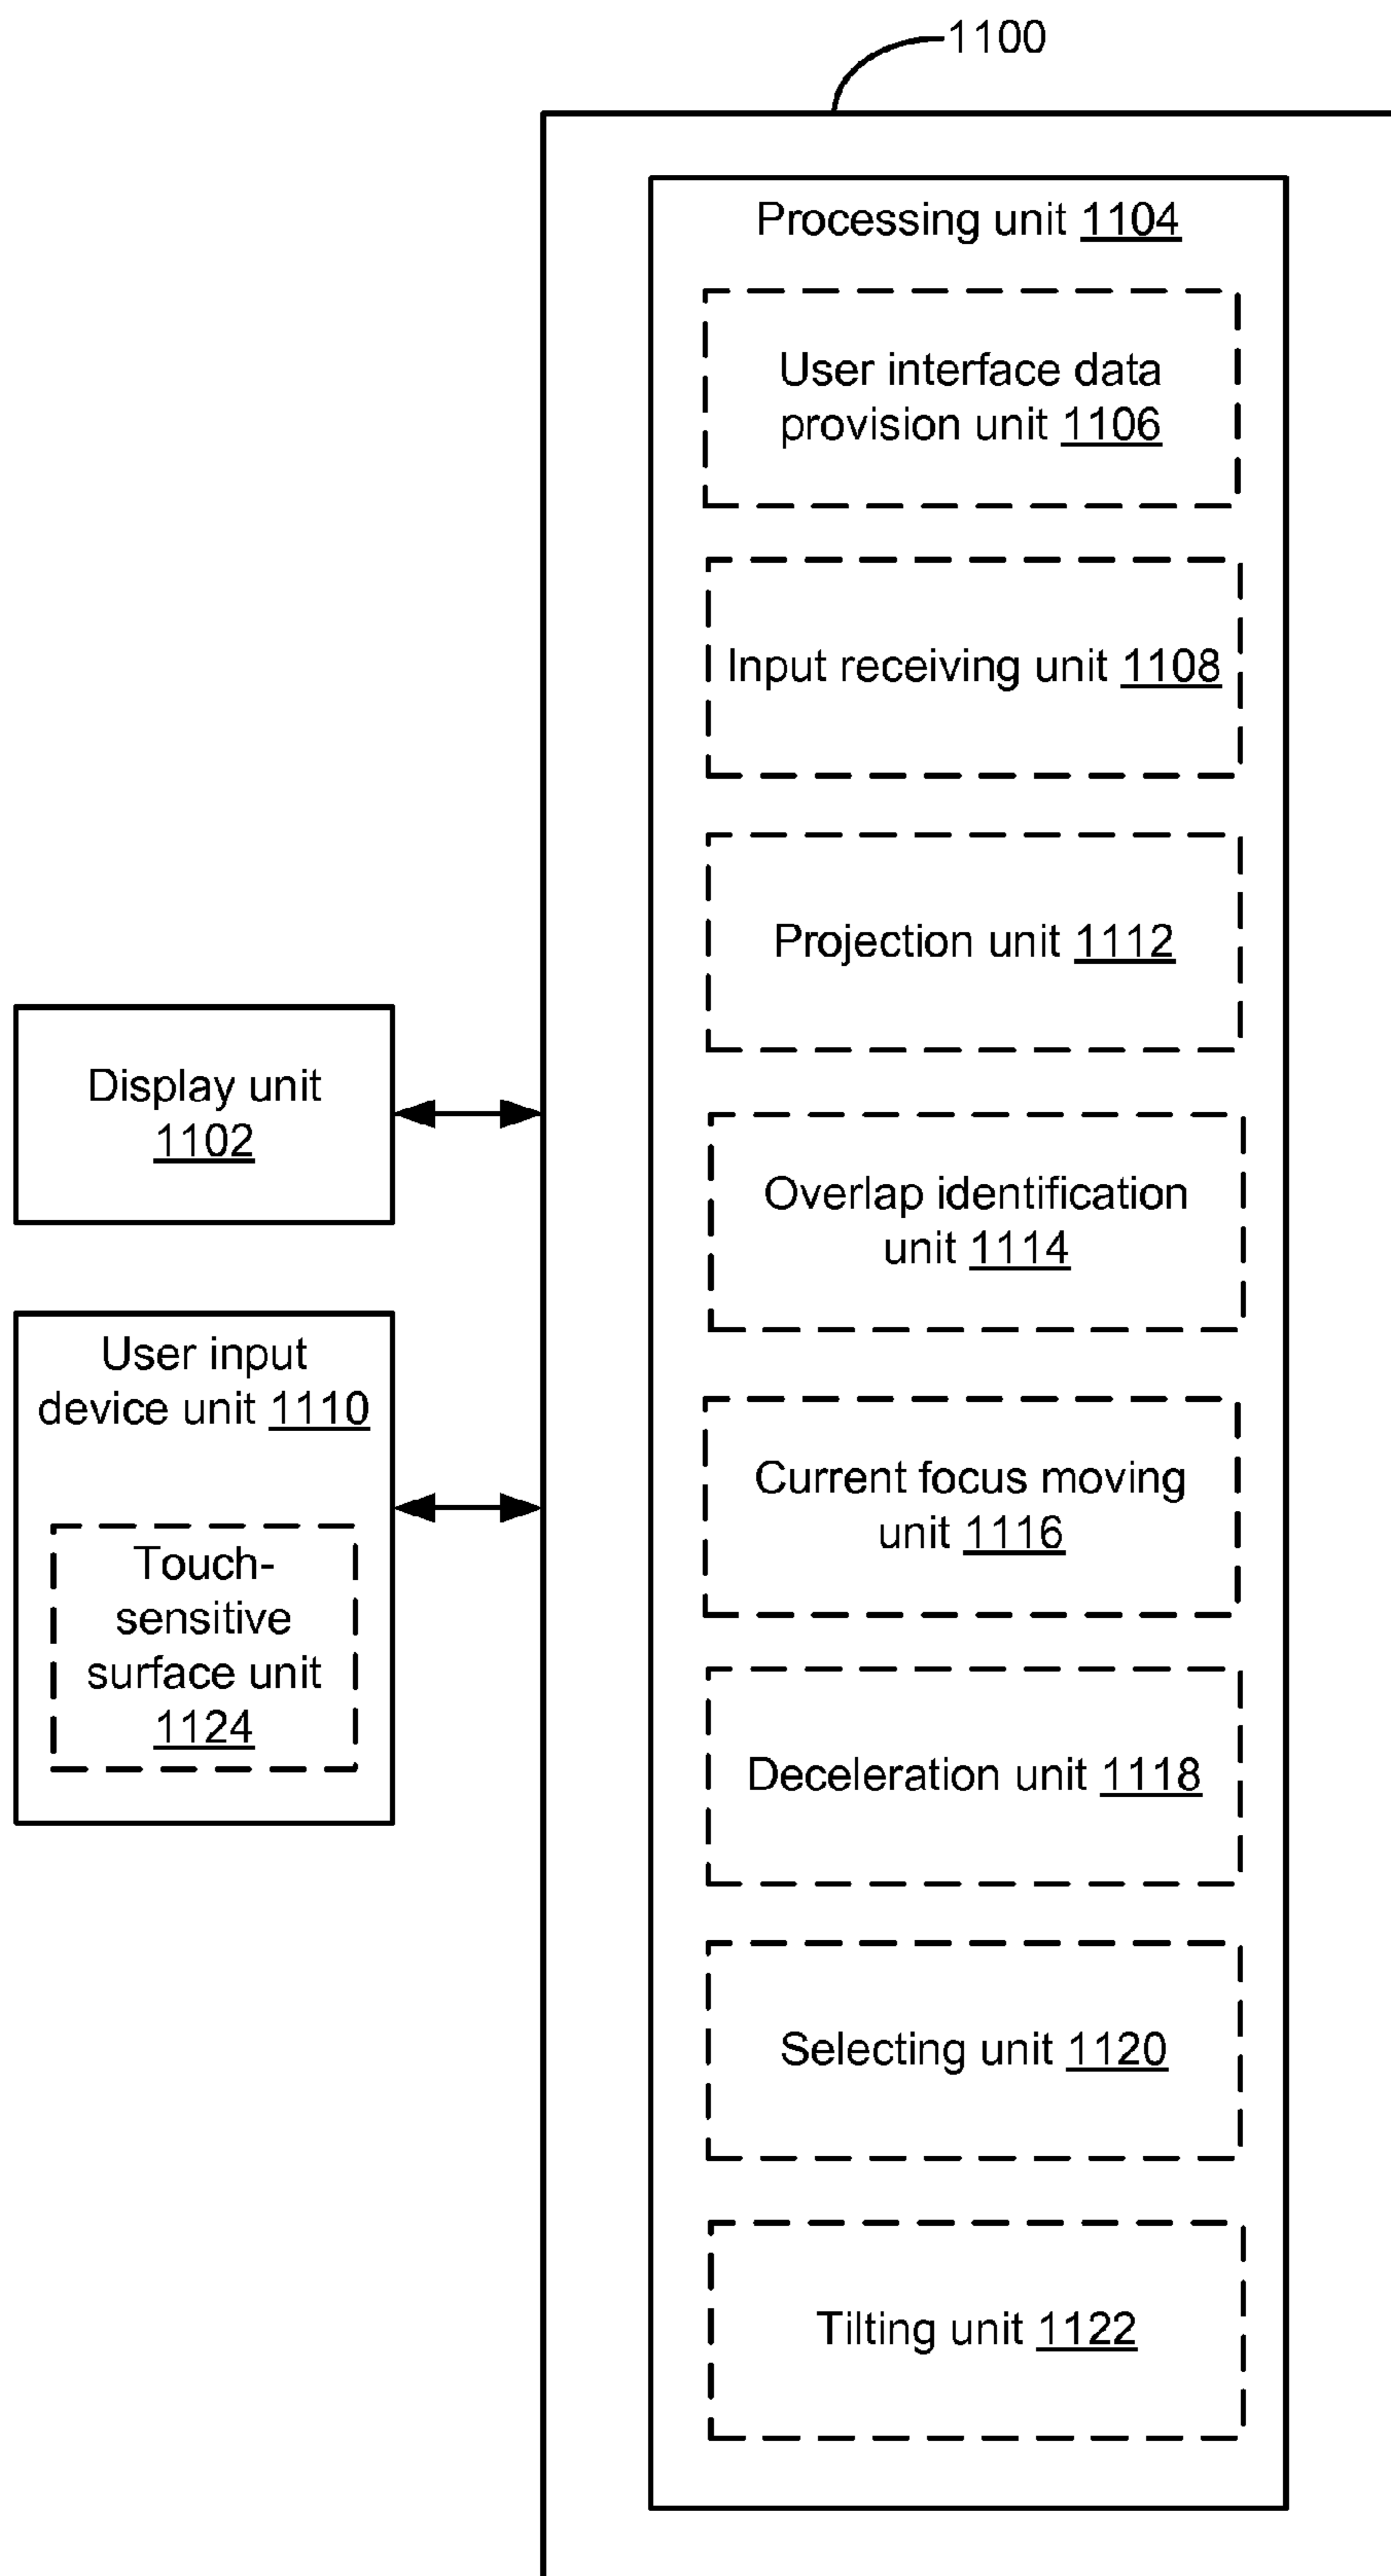 1100
Processing unit 1104
User interface data
provision unit 1106
Input receiving unit 1108
Projection unit 1112
Display unit
1102
Overlap identification
unit 1114
User input
device unit 1110
Touch-
sensitive
surface unit
1124
Current focus moving
unit 1116
Deceleration unit 1118
Selecting unit 1120
Tilting unit 1122